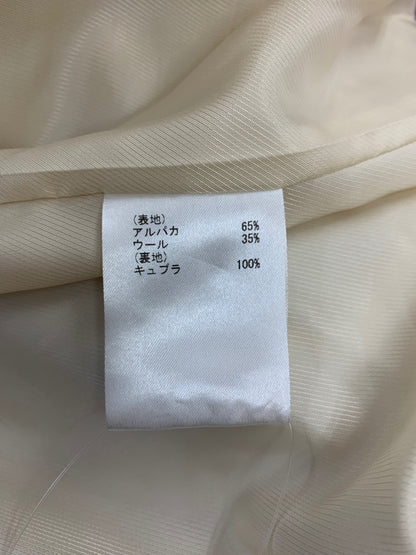 (表地)
アルパカ 65%
ウール 35%
(裏地)
キュプラ 100%